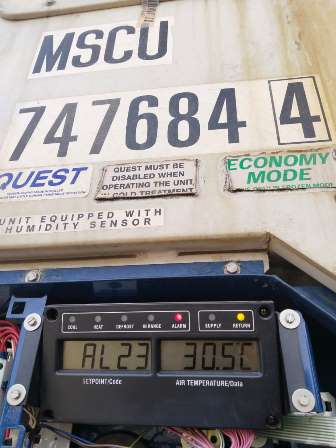 MSCU
747684 4
QUEST
QUEST MUST BE
DISABLED WHEN
OPERATING THE UNIT
IN COLD TREATMENT
ECONOMY
MODE
UNIT EQUIPPED WITH
HUMIDITY SENSOR
COOL HEAT DEFROST IN RANGE ALARM SUPPLY RETURN
AL23 30.5C
SETPOINT/Code AIR TEMPERATURE/Data